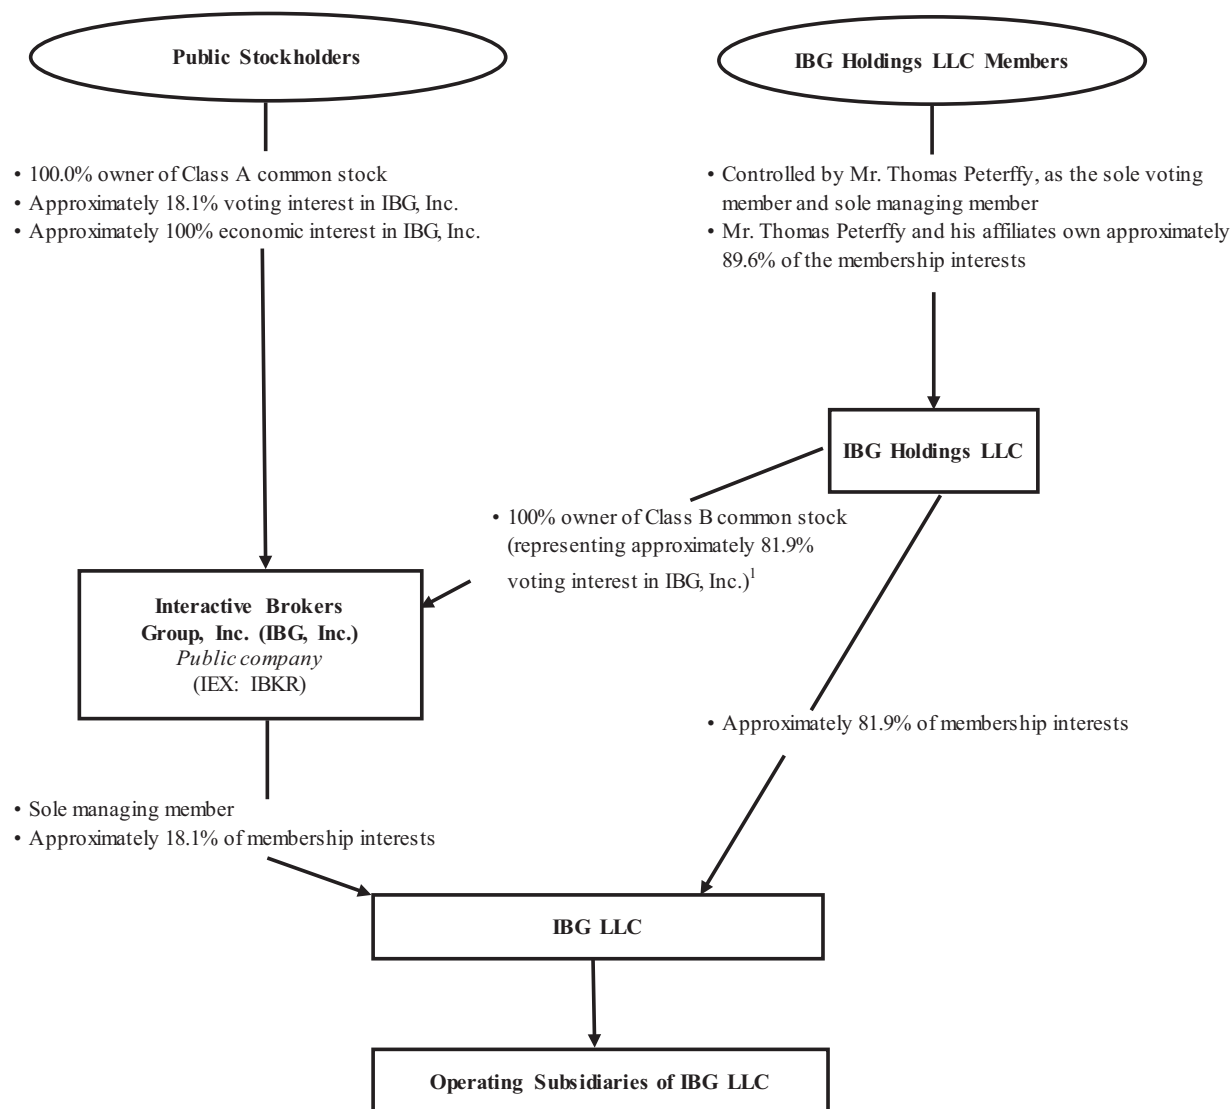 Public Stockholders
IBG Holdings LLC Members
• 100.0% owner of Class A common stock
• Approximately 18.1% voting interest in IBG, Inc.
• Approximately 100% economic interest in IBG, Inc.
• Controlled by Mr. Thomas Peterffy, as the sole voting
member and sole managing member
• Mr. Thomas Peterffy and his affiliates own approximately
89.6% of the membership interests
IBG Holdings LLC
• 100% owner of Class B common stock
(representing approximately 81.9%
voting interest in IBG, Inc.)1
Interactive Brokers
Group, Inc. (IBG, Inc.)
Public company
(IEX: IBKR)
• Approximately 81.9% of membership interests
• Sole managing member
• Approximately 18.1% of membership interests
IBG LLC
Operating Subsidiaries of IBG LLC